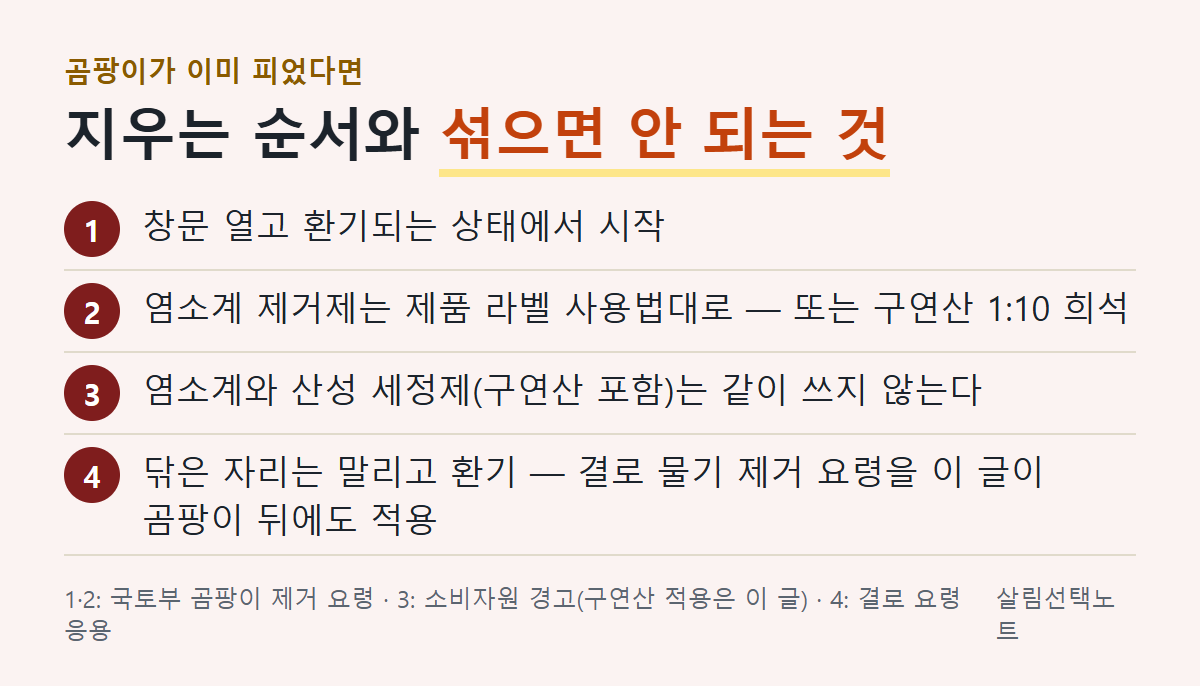 곰팡이가 이미 피었다면
지우는 순서와 섞으면 안 되는 것
1 창문 열고 환기되는 상태에서 시작
2 염소계 제거제는 제품 라벨 사용법대로 — 또는 구연산 1:10 희석
3 염소계와 산성 세정제(구연산 포함)는 같이 쓰지 않는다
4 닦은 자리는 말리고 환기 — 결로 물기 제거 요령을 이 글이
곰팡이 뒤에도 적용
1·2: 국토부 곰팡이 제거 요령 · 3: 소비자원 경고(구연산 적용은 이 글) · 4: 결로 요령
응용
살림선택노
트